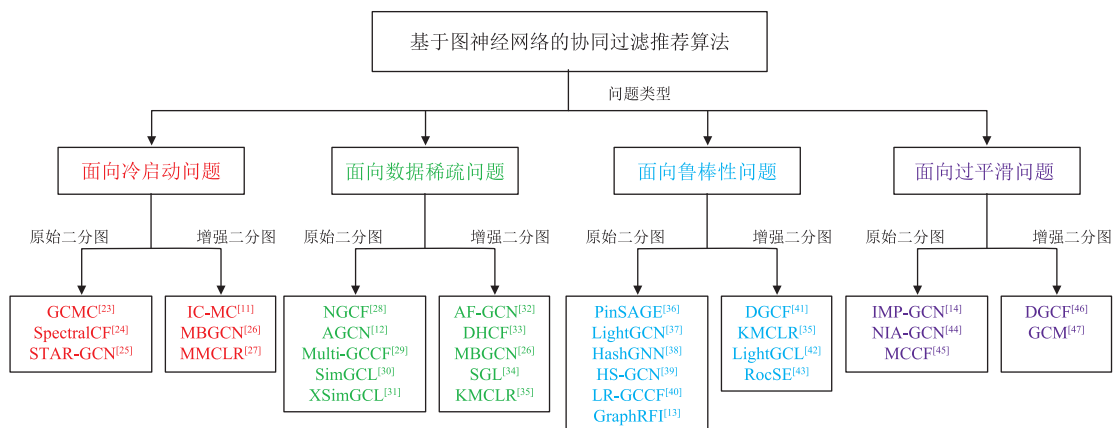 基于图神经网络的协同过滤推荐算法
问题类型
面向冷启动问题
面向数据稀疏问题
面向鲁棒性问题
面向过平滑问题
原始二分图
增强二分图
原始二分图
增强二分图
原始二分图
增强二分图
原始二分图
增强二分图
GCMC[23]
SpectralCF[24]
STAR-GCN[25]
IC-MC[11]
MBGCN[26]
MMCLR[27]
NGCF[28]
AGCN[12]
Multi-GCCF[29]
SimGCL[30]
XSimGCL[31]
AF-GCN[32]
DHCF[33]
MBGCN[26]
SGL[34]
KMCLR[35]
PinSAGE[36]
LightGCN[37]
HashGNN[38]
HS-GCN[39]
LR-GCCF[40]
GraphRFI[13]
DGCF[41]
KMCLR[35]
LightGCL[42]
RocSE[43]
IMP-GCN[14]
NIA-GCN[44]
MCCF[45]
DGCF[46]
GCM[47]